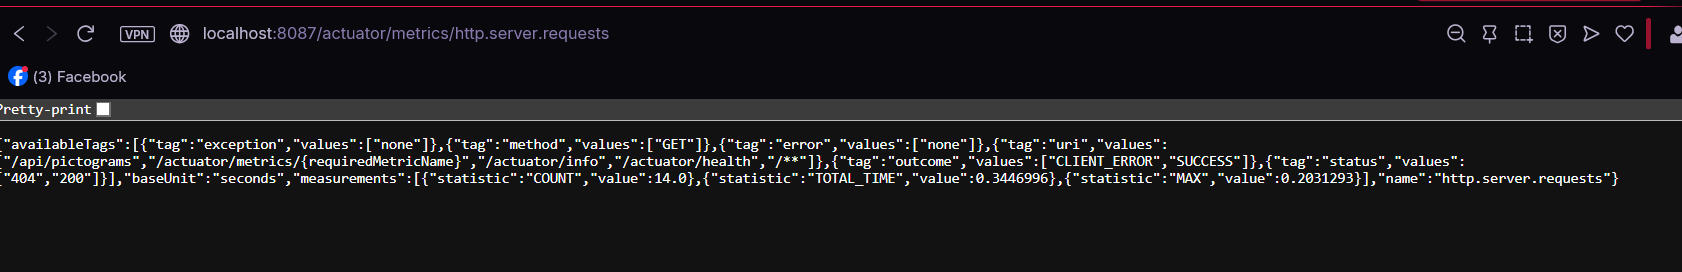 VPN localhost:8087/actuator/metrics/http.server.requests
(3) Facebook
Pretty-print
"availableTags":[{"tag":"exception","values":["none"]},{"tag":"method","values":["GET"]},{"tag":"error","values":["none"]},{"tag":"uri","values":
"/api/pictograms","/actuator/metrics/{requiredMetricName}","/actuator/info","/actuator/health","/**"]},{"tag":"outcome","values":["CLIENT_ERROR","SUCCESS"]},{"tag":"status","values":
"404","200"]}],"baseUnit":"seconds","measurements":[{"statistic":"COUNT","value":14.0},{"statistic":"TOTAL_TIME","value":0.3446996},{"statistic":"MAX","value":0.2031293}],"name":"http.server.requests"}